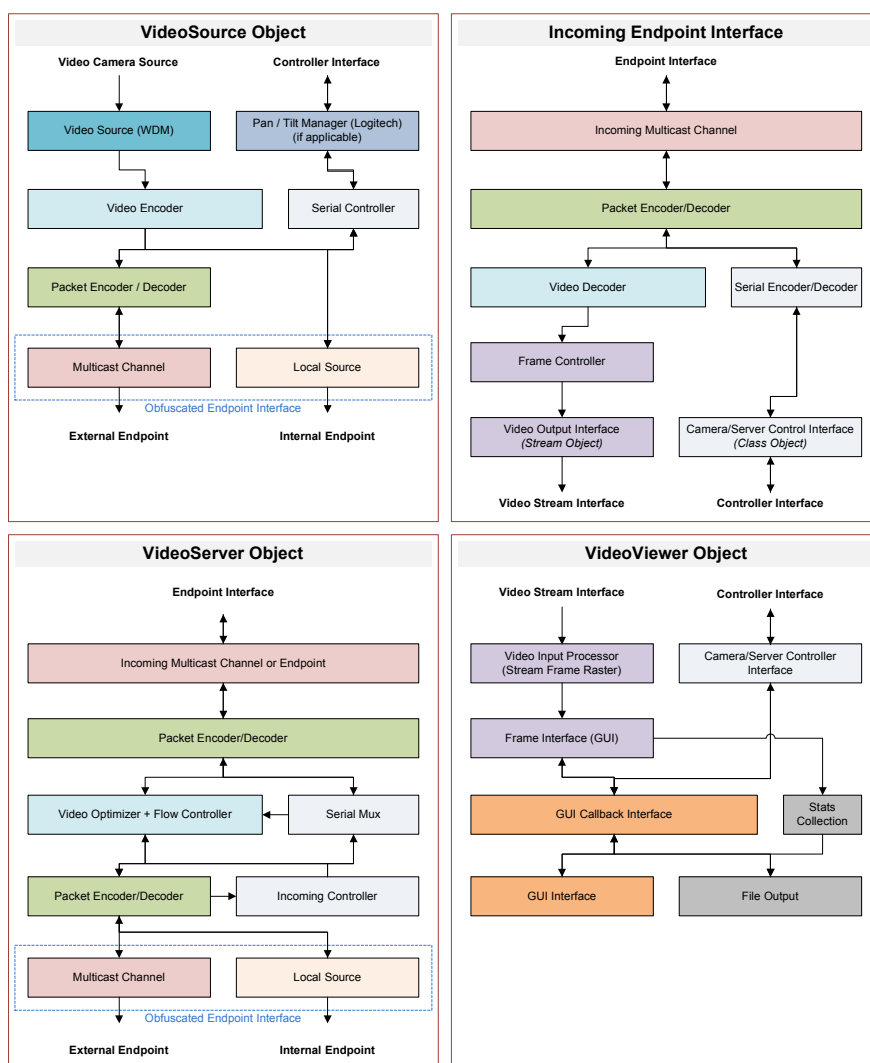 VideoSource Object
Video Camera Source
Controller Interface
Video Source (WDM)
Pan / Tilt Manager (Logitech)
(if applicable)
Video Encoder
Serial Controller
Packet Encoder / Decoder
Multicast Channel
Local Source
Obfuscated Endpoint Interface
External Endpoint
Internal Endpoint
Incoming Endpoint Interface
Endpoint Interface
Incoming Multicast Channel
Packet Encoder/Decoder
Video Decoder
Serial Encoder/Decoder
Frame Controller
Video Output Interface
(Stream Object)
Camera/Server Control Interface
(Class Object)
Video Stream Interface
Controller Interface
VideoServer Object
Endpoint Interface
Incoming Multicast Channel or Endpoint
Packet Encoder/Decoder
Video Optimizer + Flow Controller
Serial Mux
Packet Encoder/Decoder
Incoming Controller
Multicast Channel
Local Source
Obfuscated Endpoint Interface
External Endpoint
Internal Endpoint
VideoViewer Object
Video Stream Interface
Controller Interface
Video Input Processor
(Stream Frame Raster)
Camera/Server Controller
Interface
Frame Interface (GUI)
GUI Callback Interface
Stats
Collection
GUI Interface
File Output